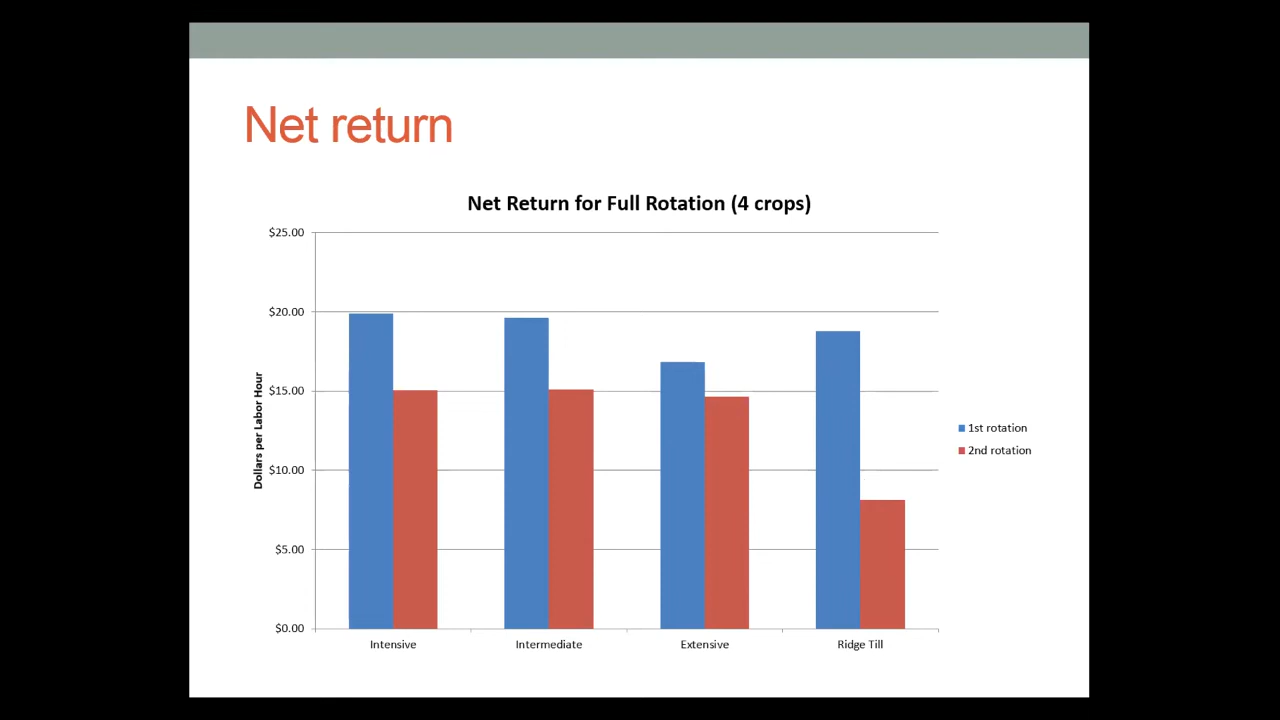 Net return
Net Return for Full Rotation (4 crops)
$25.00
$20.00
$15.00
$10.00
$5.00
$0.00
Dollars per Labor Hour
Intensive
Intermediate
Extensive
Ridge Till
1st rotation
2nd rotation